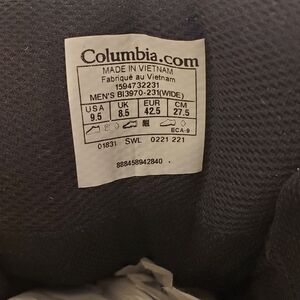 Columbia.com
MADE IN VIETNAM
Fabriqué au Vietnam
1594732231
MEN'S BI3970-231(WIDE)
USA UK EUR CM
9.5 8.5 42.5 27.5
ECA-9
01831 SWL 0221 221
888458942840